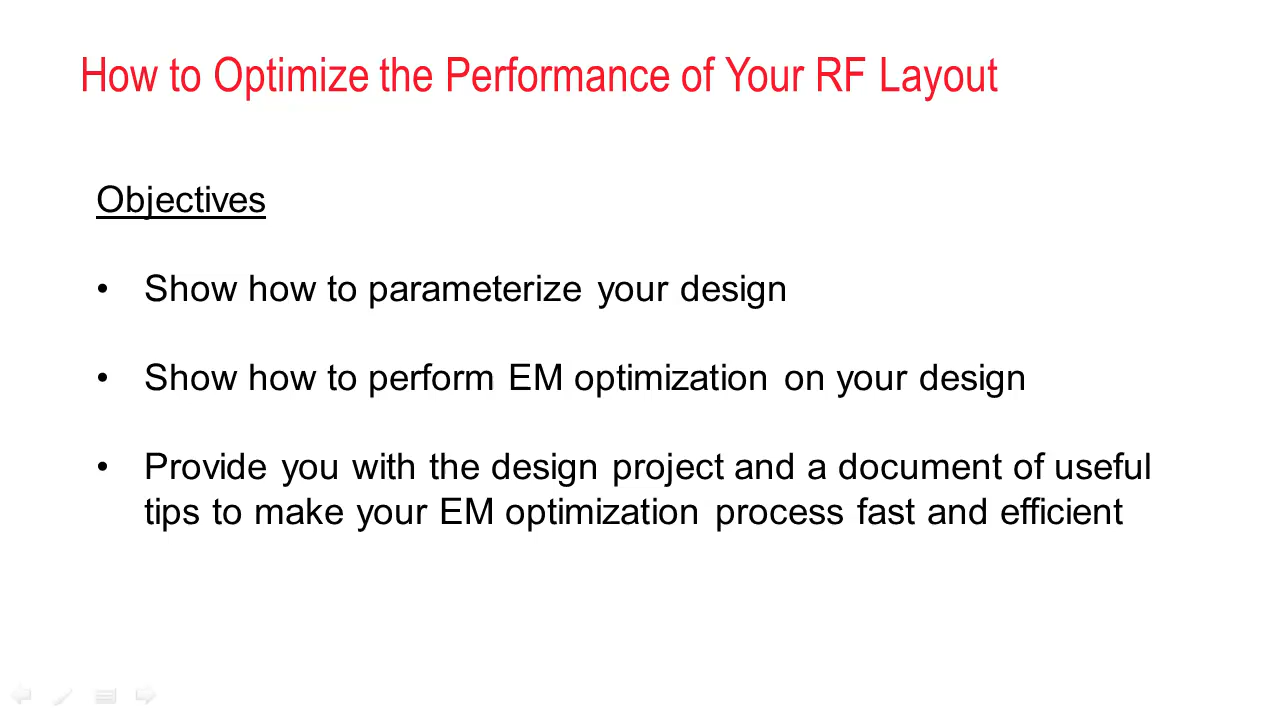 How to Optimize the Performance of Your RF Layout
Objectives
• Show how to parameterize your design
• Show how to perform EM optimization on your design
• Provide you with the design project and a document of useful
tips to make your EM optimization process fast and efficient